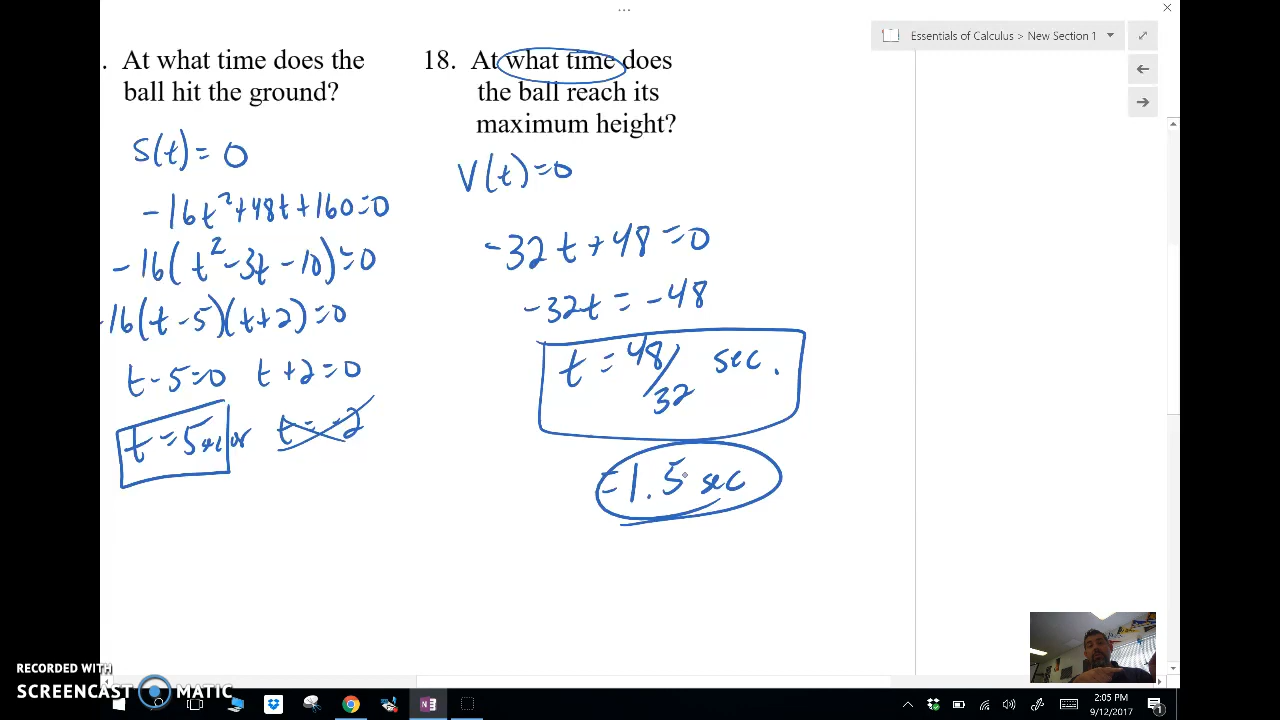 Essentials of Calculus > New Section 1
. At what time does the
ball hit the ground?
S(t) = 0
-16t²+48t+160=0
-16(t²-3t-10)=0
-16(t-5)(t+2)=0
t-5=0 t+2=0
t=5sec or t=-2
18. At what time does
the ball reach its
maximum height?
V(t)=0
-32t+48=0
-32t=-48
t=48/32 sec.
=1.5 sec
RECORDED WITH
SCREENCAST MATIC
N
2:05 PM
9/12/2017
1